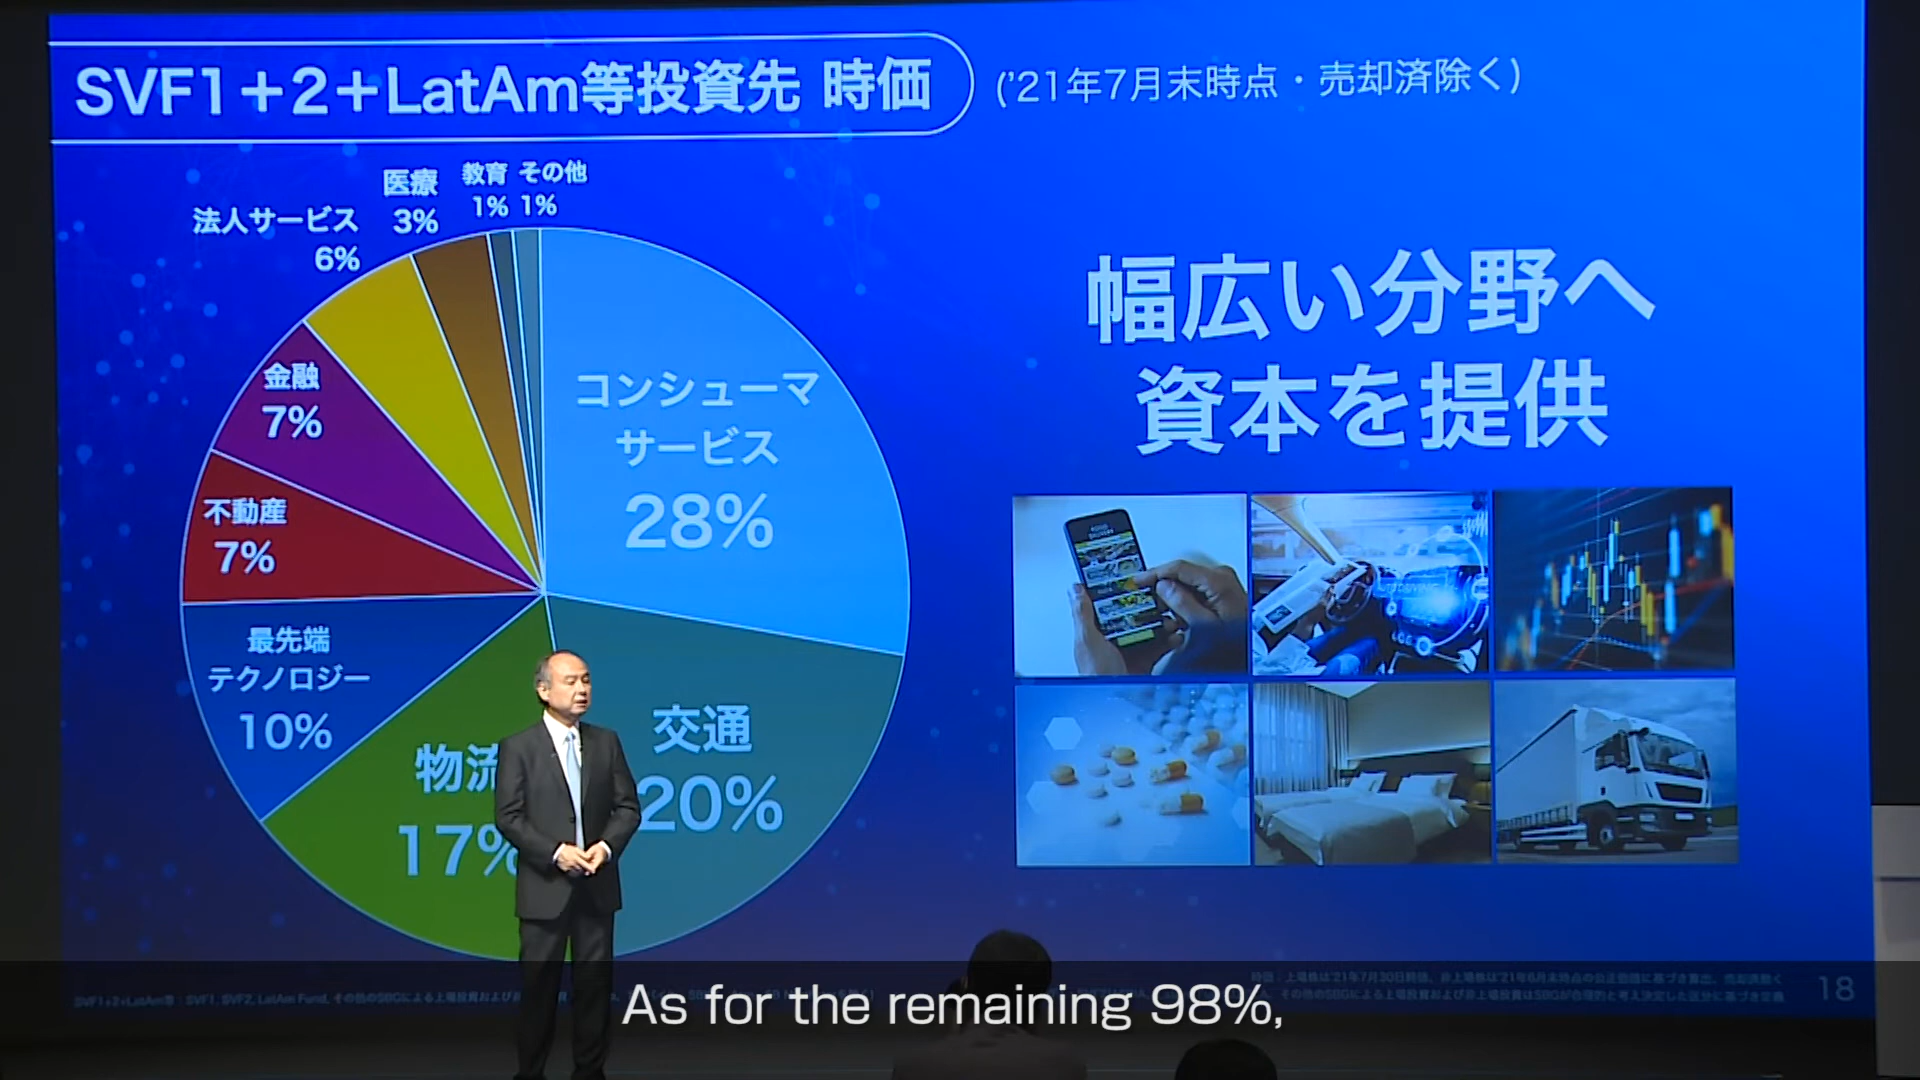 SVF1+2+LatAm等投資先 時価
('21年7月末時点・売却済除く)
教育 その他
1% 1%
医療
3%
法人サービス
6%
金融
7%
不動産
7%
最先端
テクノロジー
10%
物流
17%
コンシューマ
サービス
28%
交通
20%
幅広い分野へ
資本を提供
18
As for the remaining 98%,